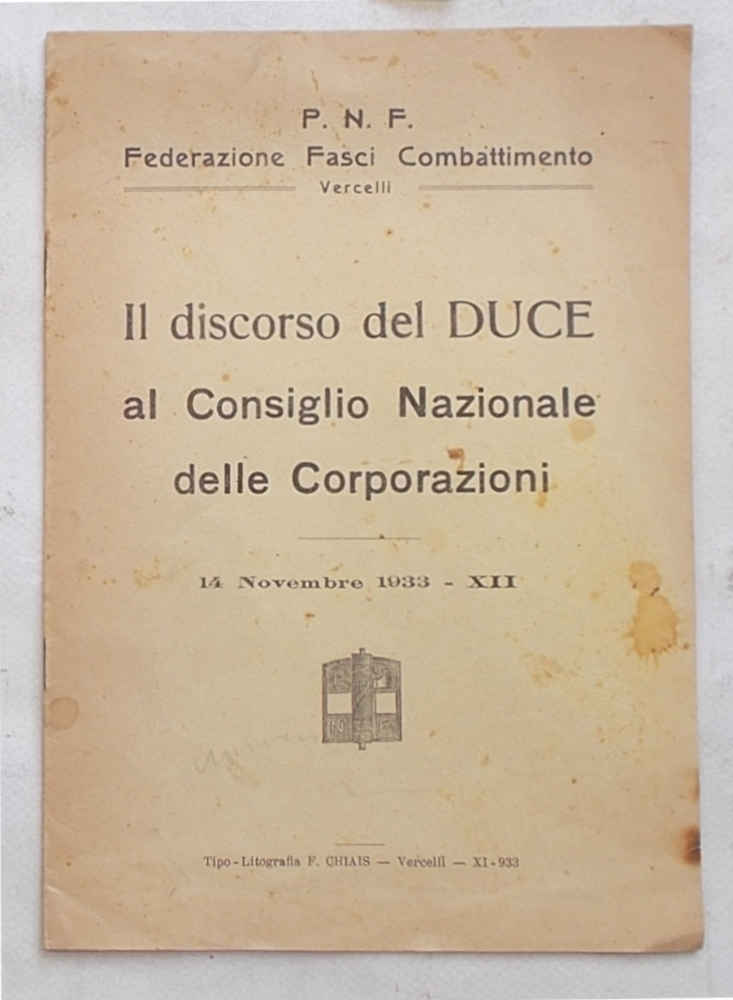 P. N. F.
Federazione Fasci Combattimento
Vercelli
Il discorso del DUCE
al Consiglio Nazionale
delle Corporazioni
14 Novembre 1933 - XII
Tipo-Litografia F. CHIAIS — Vercelli — XI-933